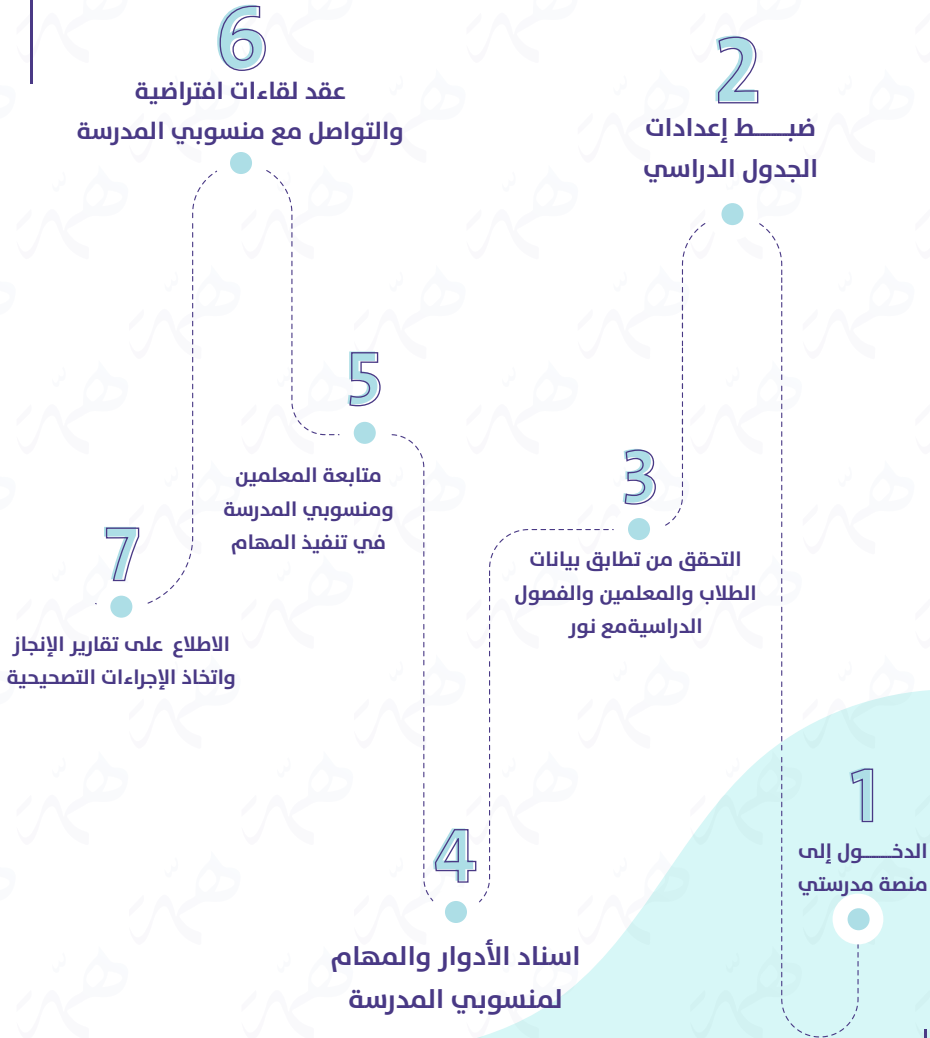 1
الدخول إلى
منصة مدرستي
2
ضبط إعدادات
الجدول الدراسي
3
التحقق من تطابق بيانات
الطلاب والمعلمين والفصول
الدراسيةمع نور
4
اسناد الأدوار والمهام
لمنسوبي المدرسة
5
متابعة المعلمين
ومنسوبي المدرسة
في تنفيذ المهام
6
عقد لقاءات افتراضية
والتواصل مع منسوبي المدرسة
7
الاطلاع على تقارير الإنجاز
واتخاذ الإجراءات التصحيحية